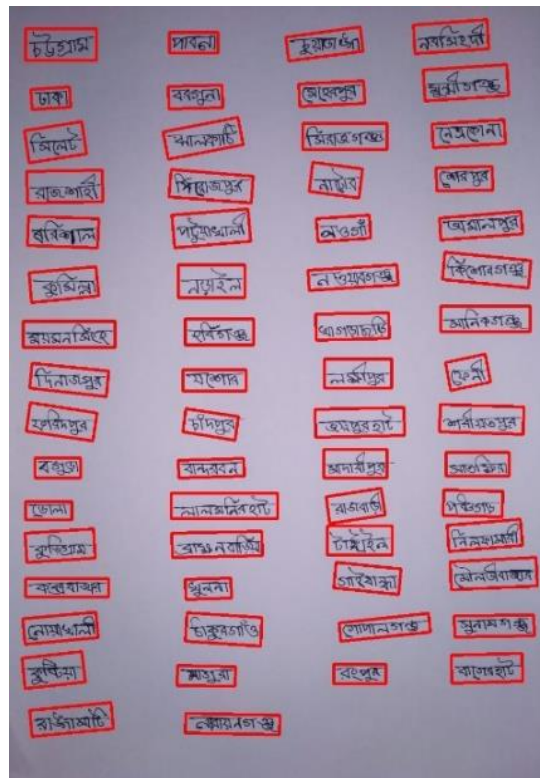 চট্টগ্রাম পাবনা চুয়াডাঙ্গা নরসিংদী
ঢাকা বরগুনা মেহেরপুর মুন্সীগঞ্জ
সিলেট ঝালকাঠি সিরাজগঞ্জ নেত্রকোনা
রাজশাহী পিরোজপুর নাটোর শেরপুর
বরিশাল পটুয়াখালী নওগাঁ জামালপুর
কুমিল্লা নড়াইল নওয়াবগঞ্জ কিশোরগঞ্জ
ময়মনসিংহ হবিগঞ্জ খাগড়াছড়ি মানিকগঞ্জ
দিনাজপুর যশোর লক্ষ্মীপুর ফেনী
ফরিদপুর চাঁদপুর জয়পুরহাট শরীয়তপুর
বগুড়া বান্দরবন মাদারীপুর সাতক্ষিরা
ভোলা লালমনিরহাট রাজবাড়ী পঞ্চগড়
কুড়িগ্রাম ব্রাহ্মনবাড়িয়া টাঙ্গাইল নিলফামারী
কক্সবাজার খুলনা গাইবান্ধা মৌলভীবাজার
নোয়াখালী ঠাকুরগাঁও গোপালগঞ্জ সুনামগঞ্জ
কুষ্টিয়া মাগুরা রংপুর বাগেরহাট
রাঙ্গামাটি নারায়নগঞ্জ